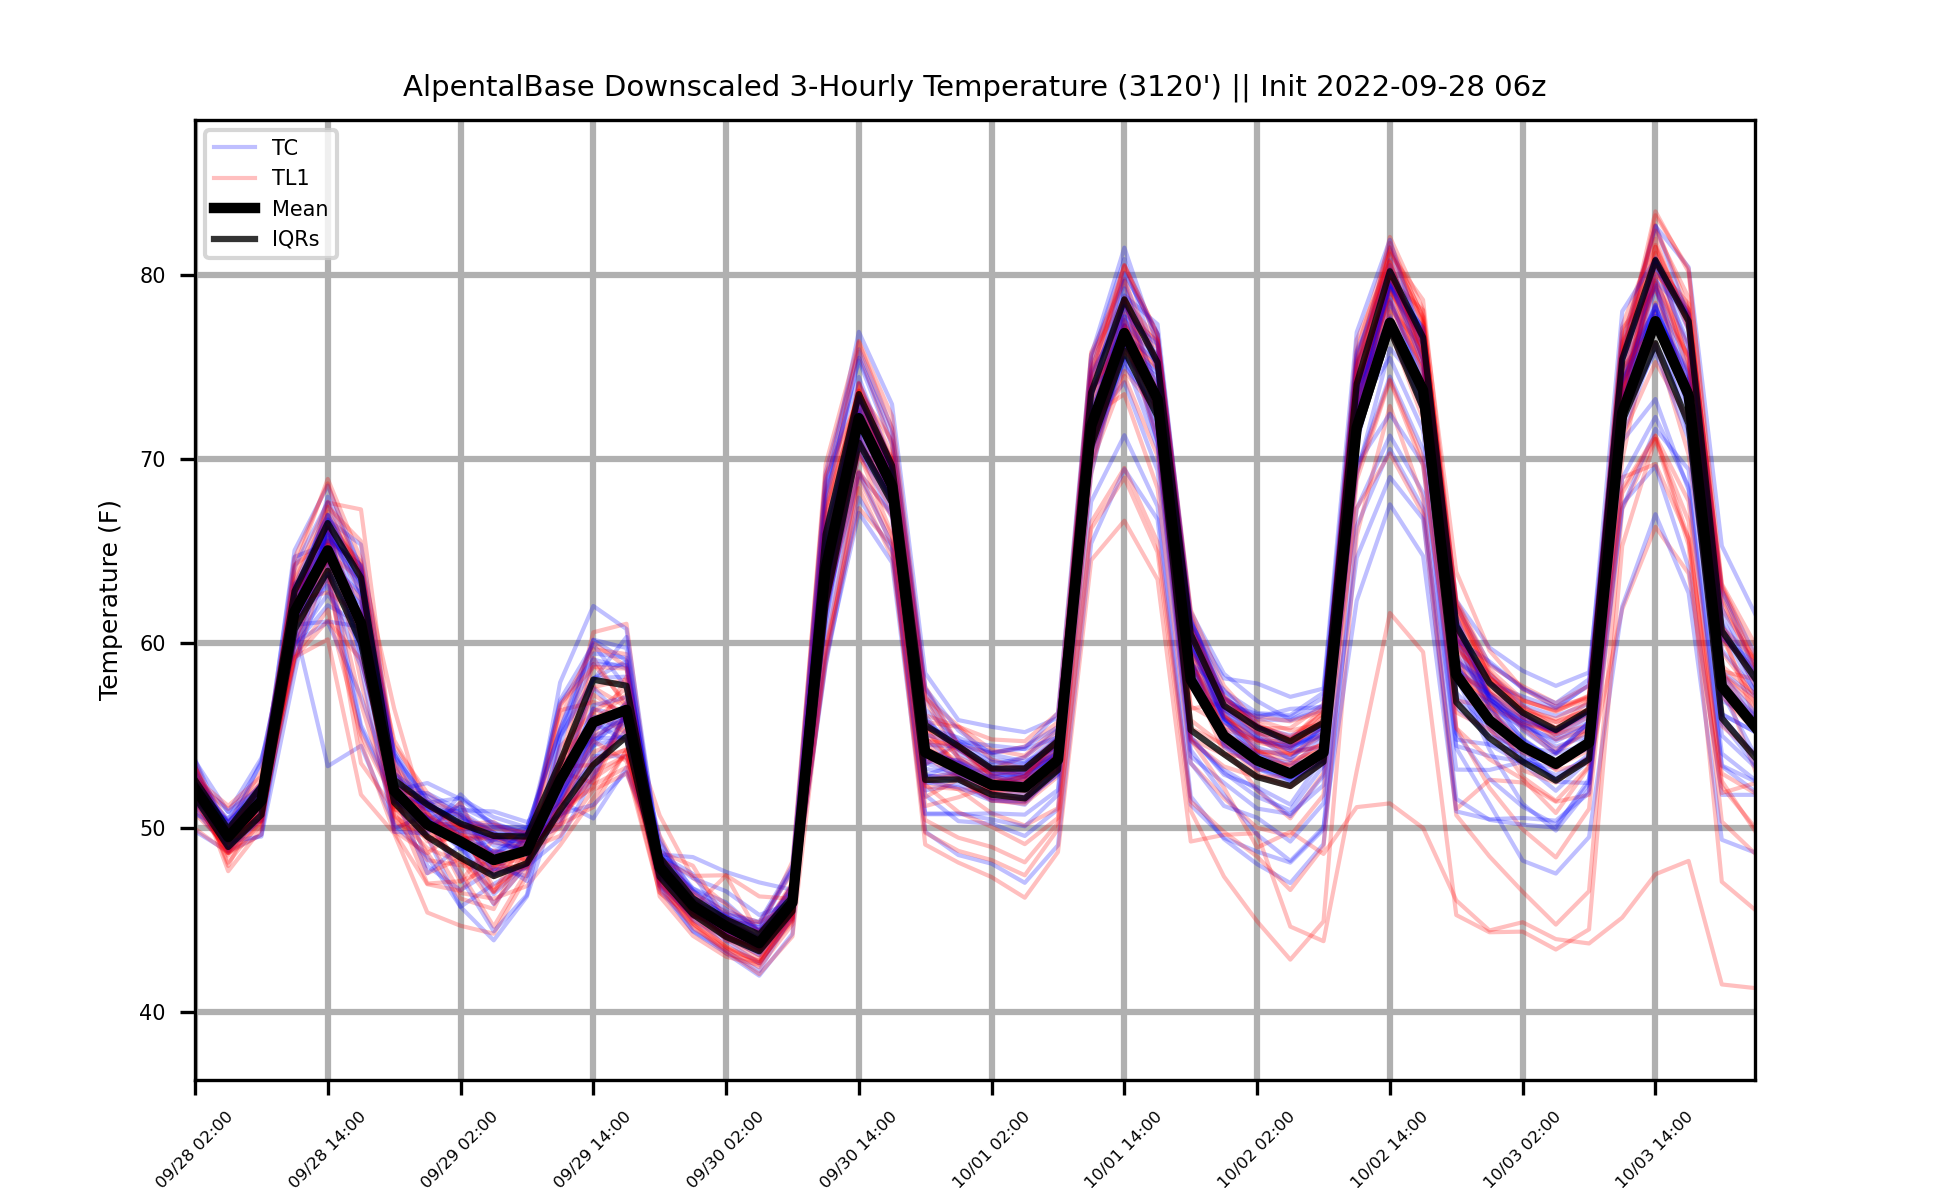 AlpentalBase Downscaled 3-Hourly Temperature (3120') || Init 2022-09-28 06z
TC
TL1
Mean
IQRs
Temperature (F)
80
70
60
50
40
09/28 02:00
09/28 14:00
09/29 02:00
09/29 14:00
09/30 02:00
09/30 14:00
10/01 02:00
10/01 14:00
10/02 02:00
10/02 14:00
10/03 02:00
10/03 14:00